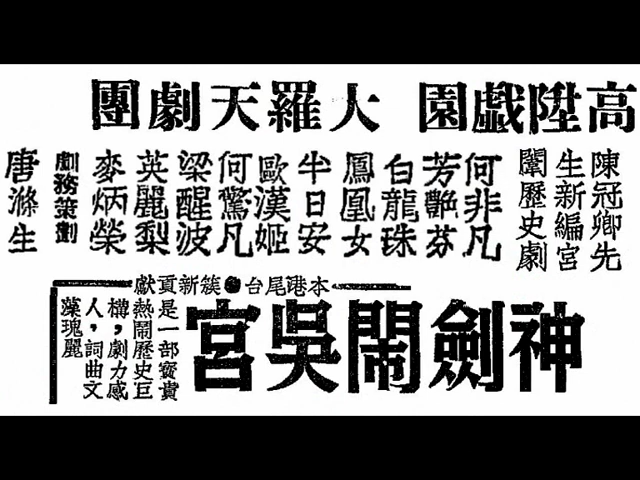 高陞戯園 大羅天劇團
陳冠卿先
生新編宮
闈歷史劇
何非凡
芳艷芬
白龍珠
鳳凰女
半日安
歐漢姬
何驚凡
梁醒波
英麗梨
麥炳榮
劇務策劃
唐滌生
本港尾台●簇新貢獻
神劍鬧吳宮
是一部寳貴
熱鬧歷史巨
構，劇力感
人，詞曲文
藻瑰麗